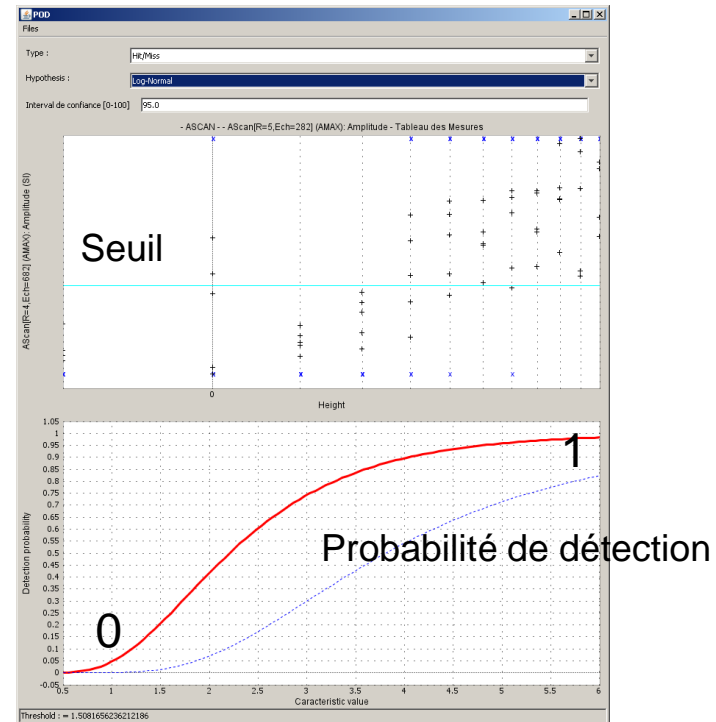 POD
Files
Type :
Hit/Miss
Hypothesis :
Log-Normal
Interval de confiance [0-100]
95.0
- ASCAN - - AScan[R=5,Ech=282] (AMAX): Amplitude - Tableau des Mesures
AScan[R=4,Ech=682] (AMAX): Amplitude (SI)
Seuil
0
Height
1.05
1
0.95
0.9
0.85
0.8
0.75
0.7
0.65
0.6
0.55
0.5
0.45
0.4
0.35
0.3
0.25
0.2
0.15
0.1
0.05
0
-0.05
Detection probability
1
Probabilité de détection
0
0.5 1 1.5 2 2.5 3 3.5 4 4.5 5 5.5 6
Caracteristic value
Threshold : = 1.5081656236212186